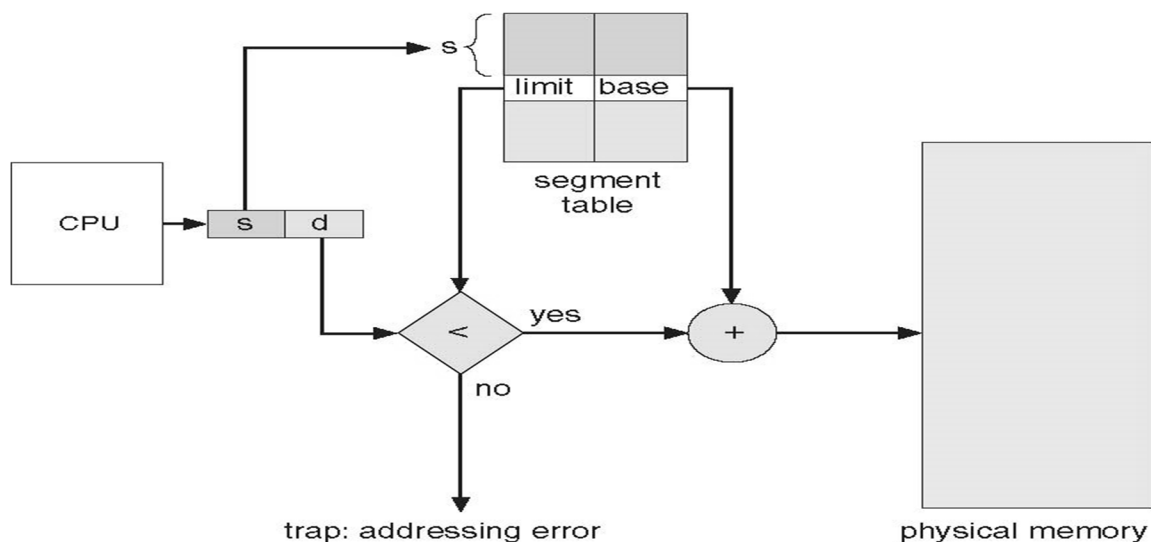 s
limit base
segment
table
CPU
s d
<
yes
+
no
trap: addressing error
physical memory